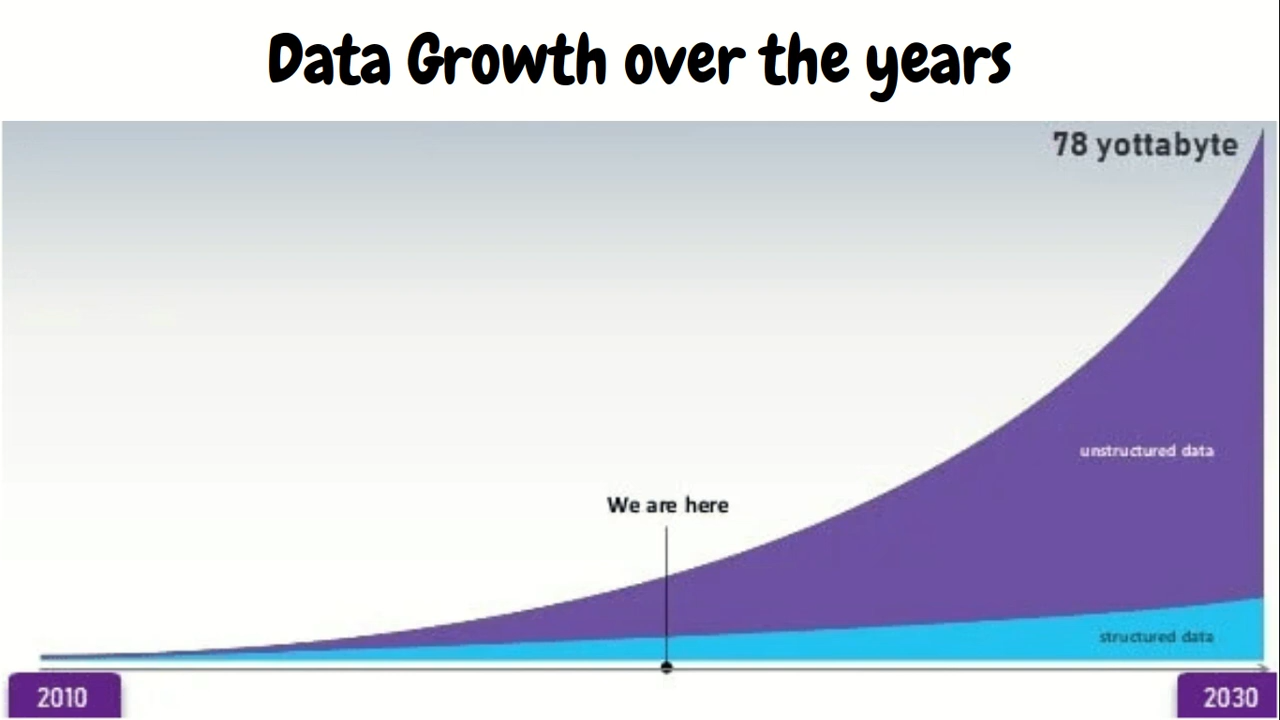 Data Growth over the years
78 yottabyte
unstructured data
We are here
structured data
2010
2030